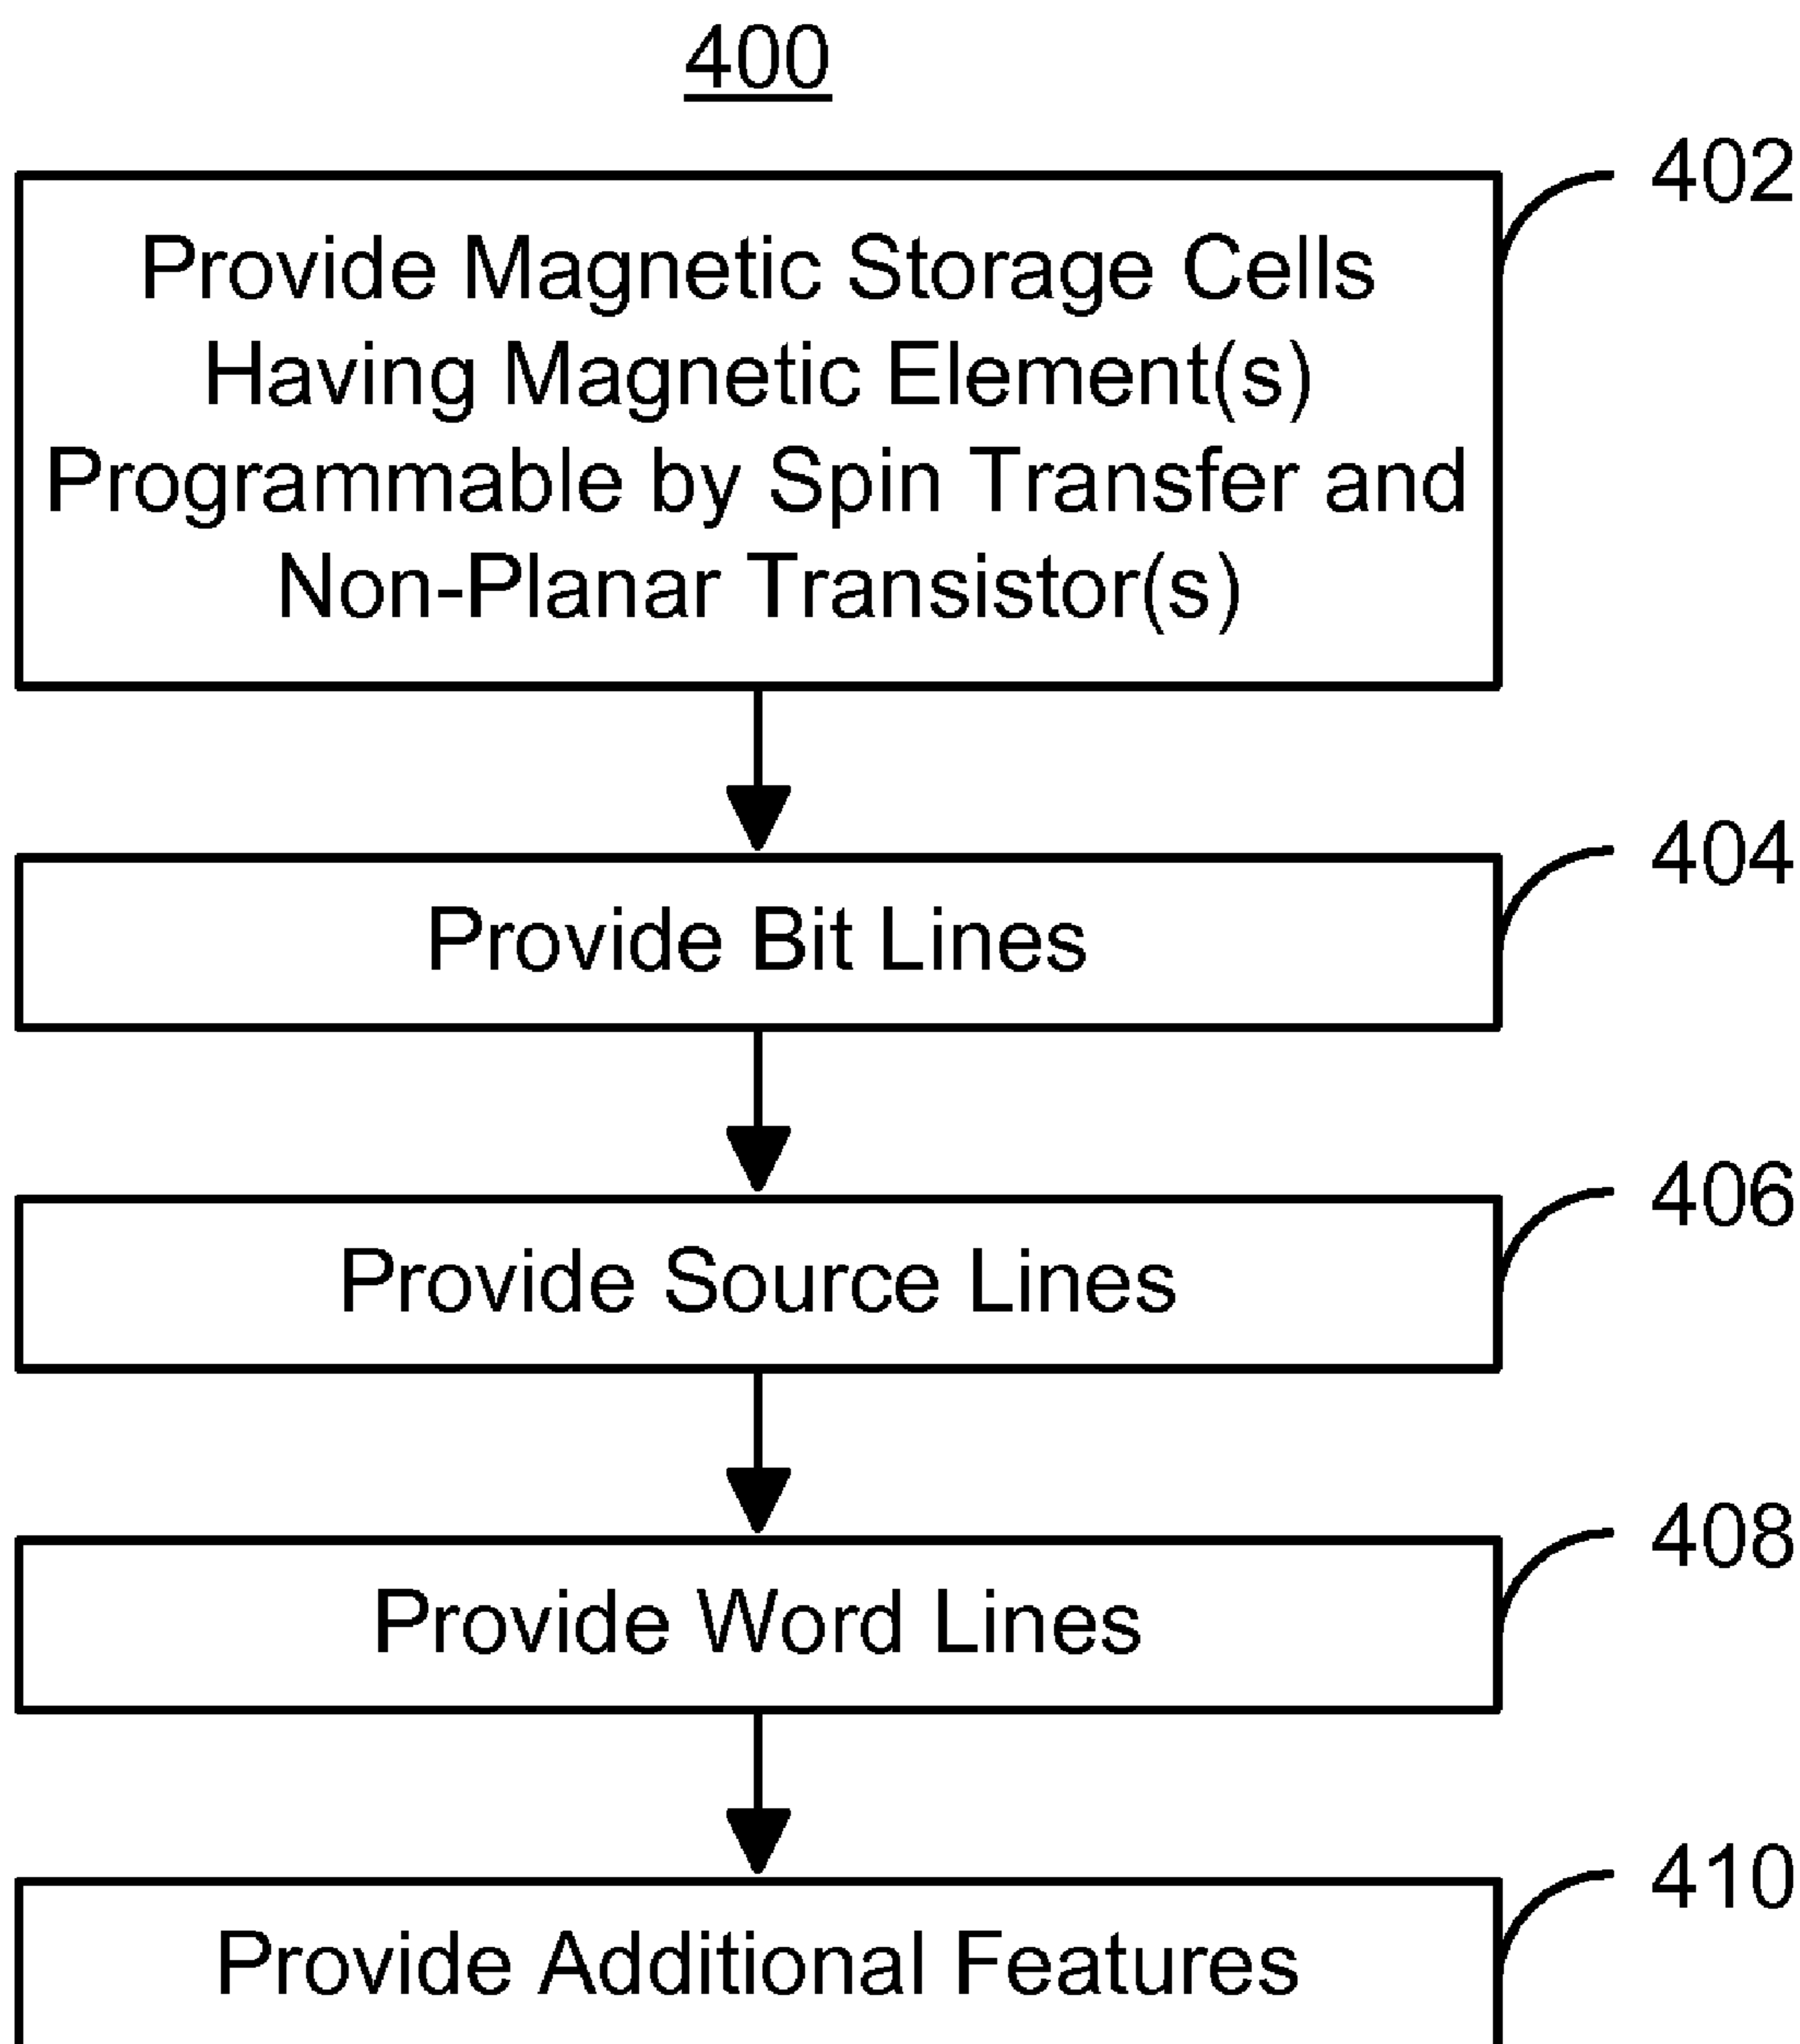 400
402
Provide Magnetic Storage Cells
Having Magnetic Element(s)
Programmable by Spin Transfer and
Non-Planar Transistor(s)
404
Provide Bit Lines
406
Provide Source Lines
408
Provide Word Lines
410
Provide Additional Features